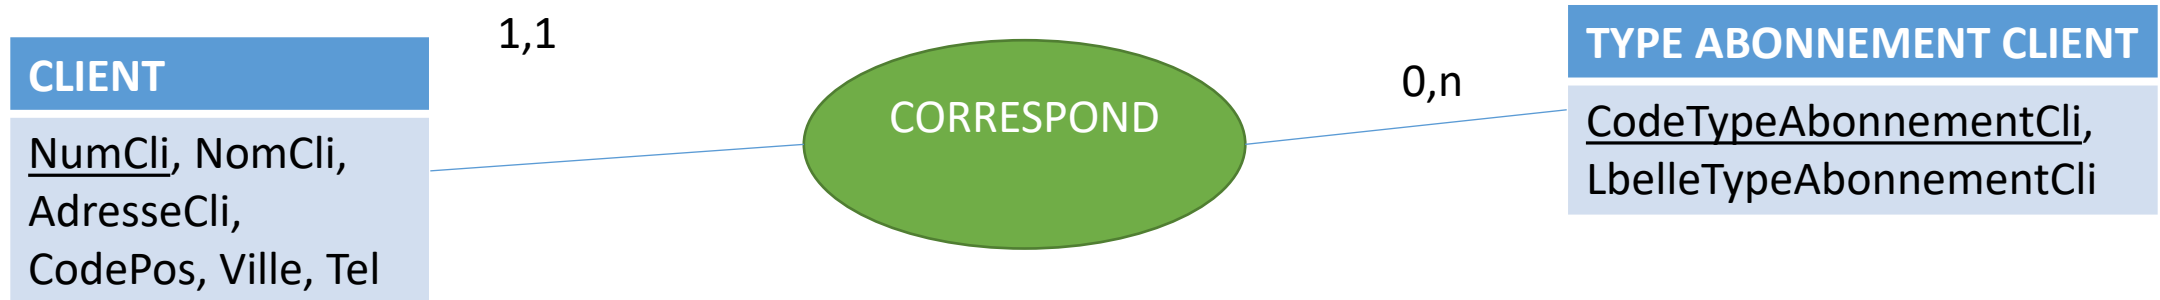 CLIENT
NumCli, NomCli,
AdresseCli,
CodePos, Ville, Tel
1,1
CORRESPOND
0,n
TYPE ABONNEMENT CLIENT
CodeTypeAbonnementCli,
LbelleTypeAbonnementCli